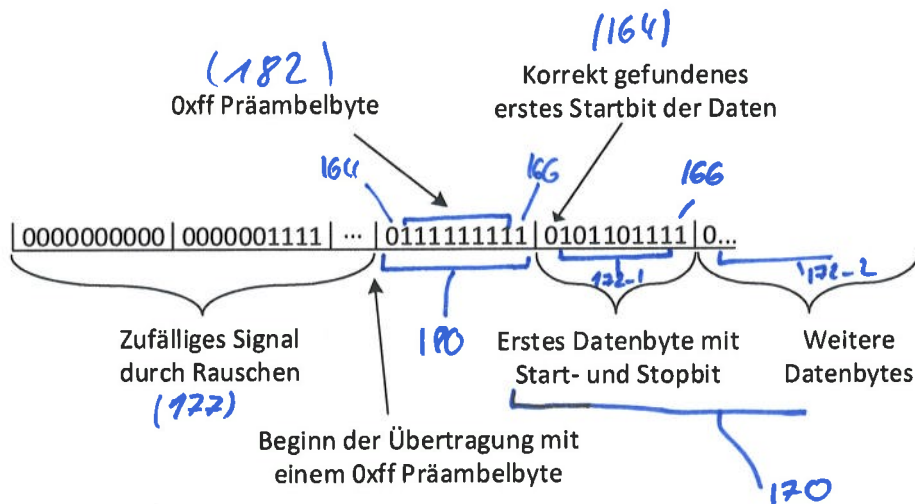 (182)
0xff Präambelbyte
(164)
Korrekt gefundenes
erstes Startbit der Daten
164
166
166
0000000000 0000001111 ... 0111111111 0101101111 0...
172-1
172-2
180
Zufälliges Signal
durch Rauschen
(177)
Erstes Datenbyte mit
Start- und Stopbit
Weitere
Datenbytes
Beginn der Übertragung mit
einem 0xff Präambelbyte
170